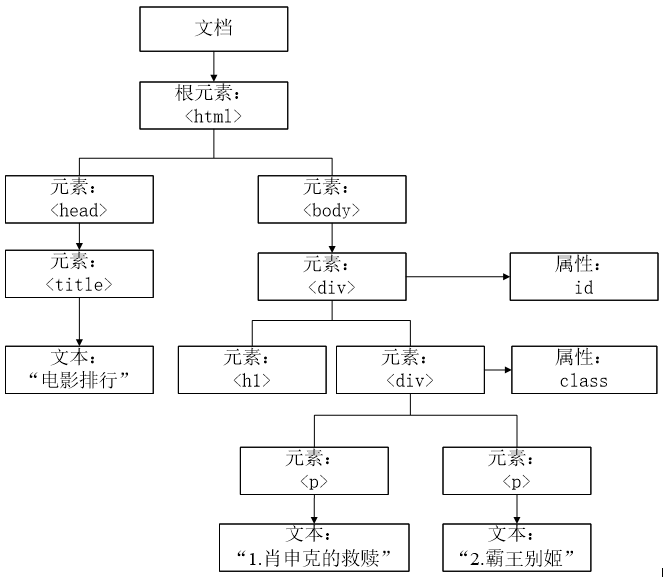 文档
根元素：
<html>
元素：
<head>
元素：
<body>
元素：
<title>
元素：
<div>
属性：
id
文本：
“电影排行”
元素：
<h1>
元素：
<div>
属性：
class
元素：
<p>
元素：
<p>
文本：
“1.肖申克的救赎”
文本：
“2.霸王别姬”